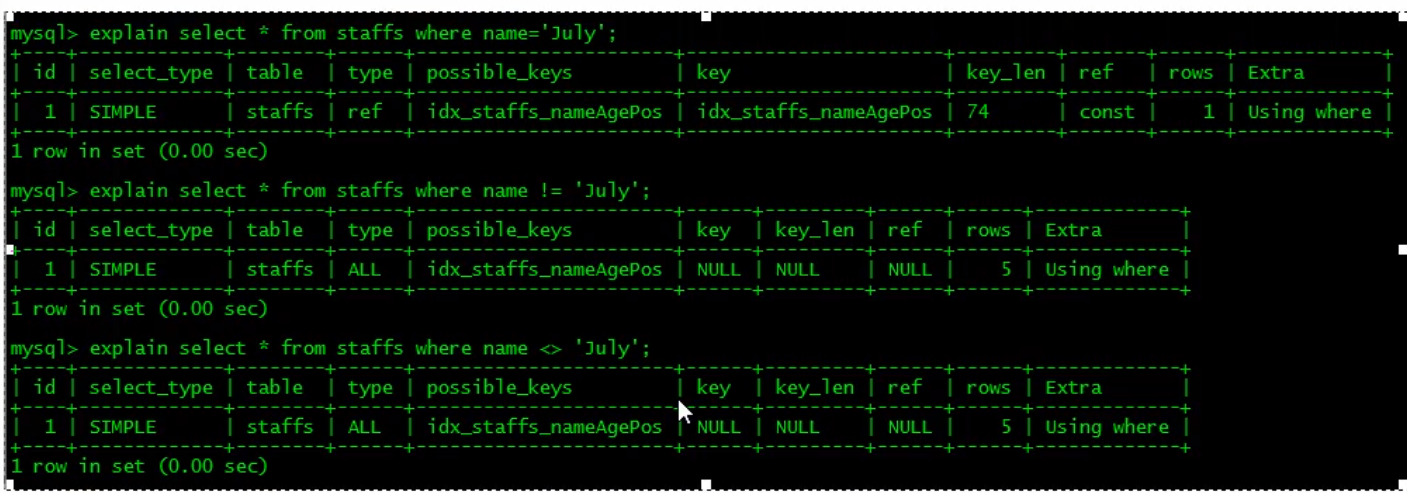 mysql> explain select * from staffs where name='July';
+----+-------------+--------+------+---------------------+---------------------+---------+-------+------+-------------+
| id | select_type | table | type | possible_keys | key | key_len | ref | rows | Extra |
+----+-------------+--------+------+---------------------+---------------------+---------+-------+------+-------------+
| 1 | SIMPLE | staffs | ref | idx_staffs_nameAgePos | idx_staffs_nameAgePos | 74 | const | 1 | Using where |
+----+-------------+--------+------+---------------------+---------------------+---------+-------+------+-------------+
1 row in set (0.00 sec)
mysql> explain select * from staffs where name != 'July';
+----+-------------+--------+------+---------------------+------+---------+------+------+-------------+
| id | select_type | table | type | possible_keys | key | key_len | ref | rows | Extra |
+----+-------------+--------+------+---------------------+------+---------+------+------+-------------+
| 1 | SIMPLE | staffs | ALL | idx_staffs_nameAgePos | NULL | NULL | NULL | 5 | Using where |
+----+-------------+--------+------+---------------------+------+---------+------+------+-------------+
1 row in set (0.00 sec)
mysql> explain select * from staffs where name <> 'July';
+----+-------------+--------+------+---------------------+------+---------+------+------+-------------+
| id | select_type | table | type | possible_keys | key | key_len | ref | rows | Extra |
+----+-------------+--------+------+---------------------+------+---------+------+------+-------------+
| 1 | SIMPLE | staffs | ALL | idx_staffs_nameAgePos | NULL | NULL | NULL | 5 | Using where |
+----+-------------+--------+------+---------------------+------+---------+------+------+-------------+
1 row in set (0.00 sec)